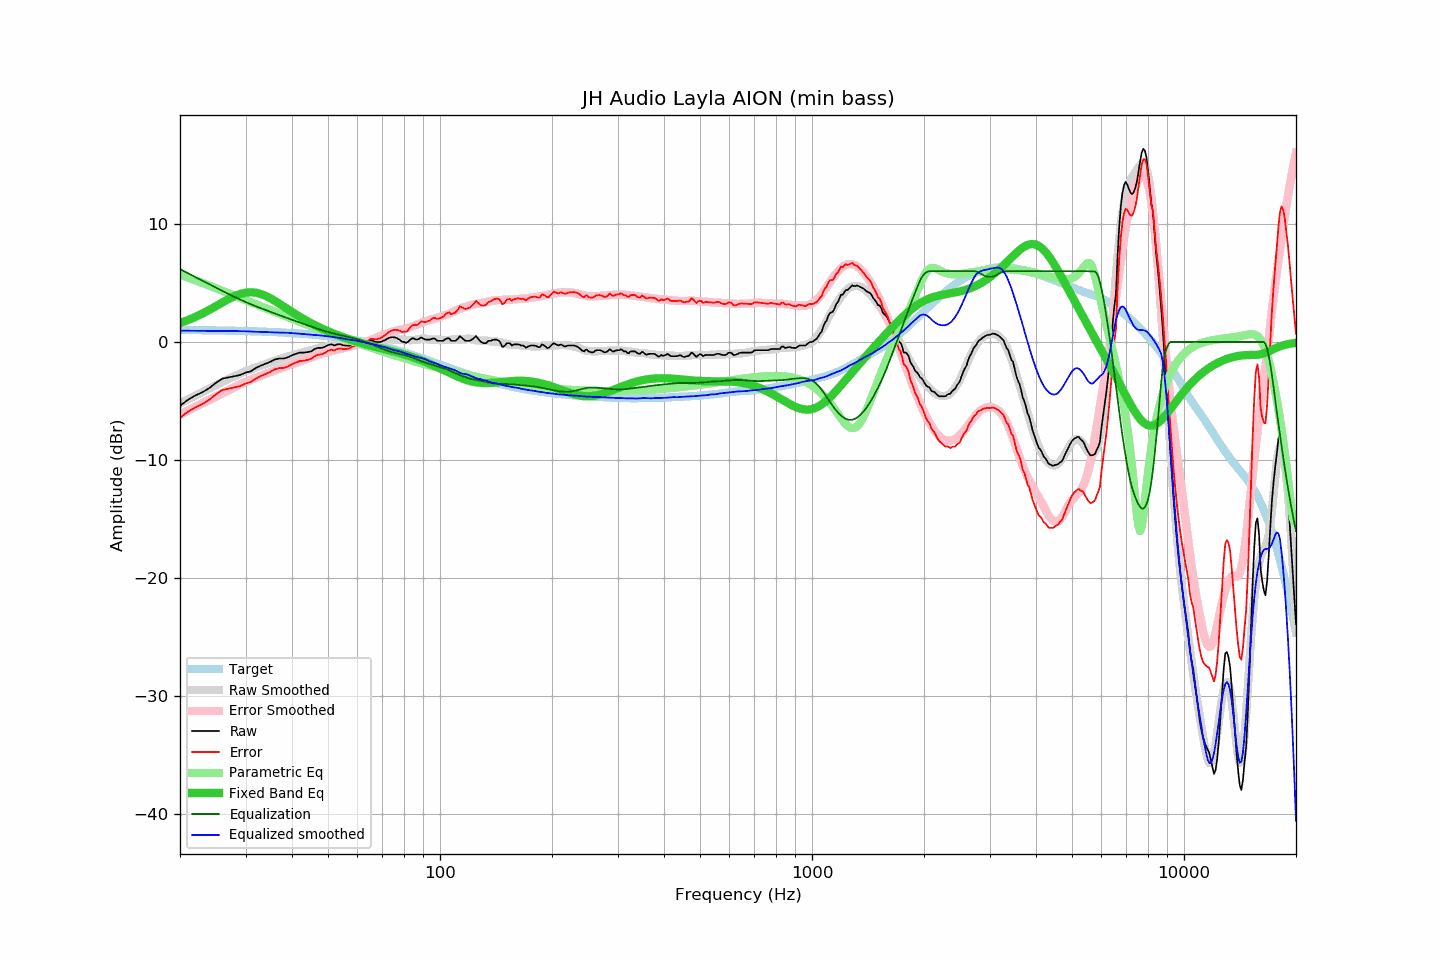 JH Audio Layla AION (min bass)
Amplitude (dBr)
10
0
−10
−20
−30
−40
Target
Raw Smoothed
Error Smoothed
Raw
Error
Parametric Eq
Fixed Band Eq
Equalization
Equalized smoothed
100
1000
10000
Frequency (Hz)